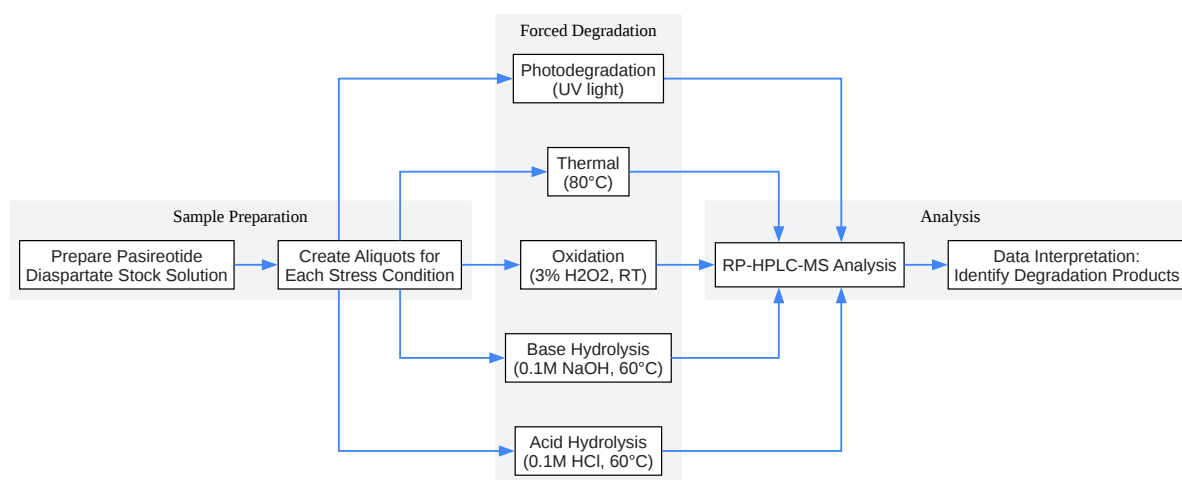 Forced Degradation
Photodegradation
(UV light)
Thermal
(80°C)
Sample Preparation
Analysis
Prepare Pasireotide
Diaspartate Stock Solution
Create Aliquots for
Each Stress Condition
Oxidation
(3% H2O2, RT)
RP-HPLC-MS Analysis
Data Interpretation:
Identify Degradation Products
Base Hydrolysis
(0.1M NaOH, 60°C)
Acid Hydrolysis
(0.1M HCl, 60°C)